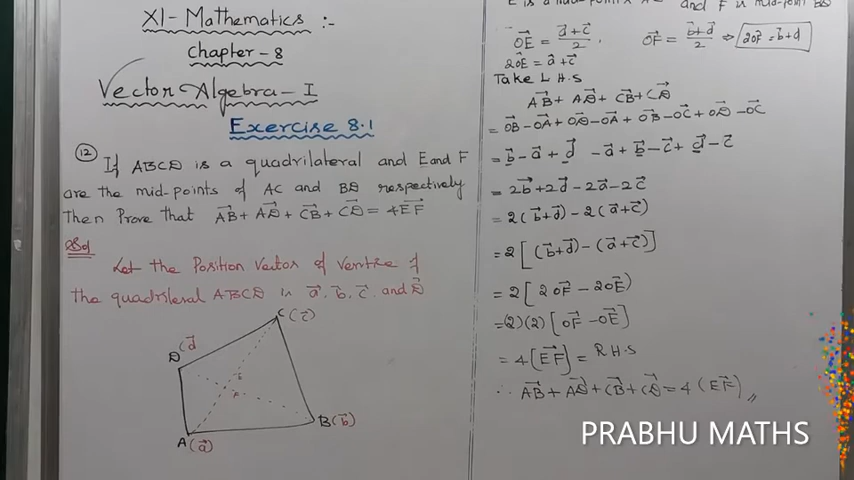 XI- Mathematics :-
Chapter - 8
Vector Algebra - I
Exercise 8.1
(12) If ABCD is a quadrilateral and E and F
are the mid-points of AC and BD respectively
Then Prove that AB→ + AD→ + CB→ + CD→ = 4EF→
Sol
Let the Position Vector of Vertice of
the quadrilateral ABCD is a→, b→, c→, and D→
C(c→)
D(d→
E
F
B(b→)
A(a→)
and F is mid-point BD
OE→ = (a→ + c→)/2 , OF→ = (b→ + d→)/2 ⇒ 2OF→ = b→ + d
2OE→ = a→ + c→
Take L H S
AB→ + AD→ + CB→ + CD→
= OB→ - OA→ + OD→ - OA→ + OB→ - OC→ + OD→ - OC→
= b→ - a→ + d→ - a→ + b→ - c→ + d→ - c→
= 2b→ + 2d→ - 2a→ - 2c→
= 2(b→ + d→) - 2(a→ + c→)
= 2[(b→ + d→) - (a→ + c→)]
= 2[2OF→ - 2OE→)
= (2)(2)[OF→ - OE→]
= 4(EF→) = R.H.S
∴ AB→ + AD→ + CB→ + CD→ = 4(EF→)
PRABHU MATHS